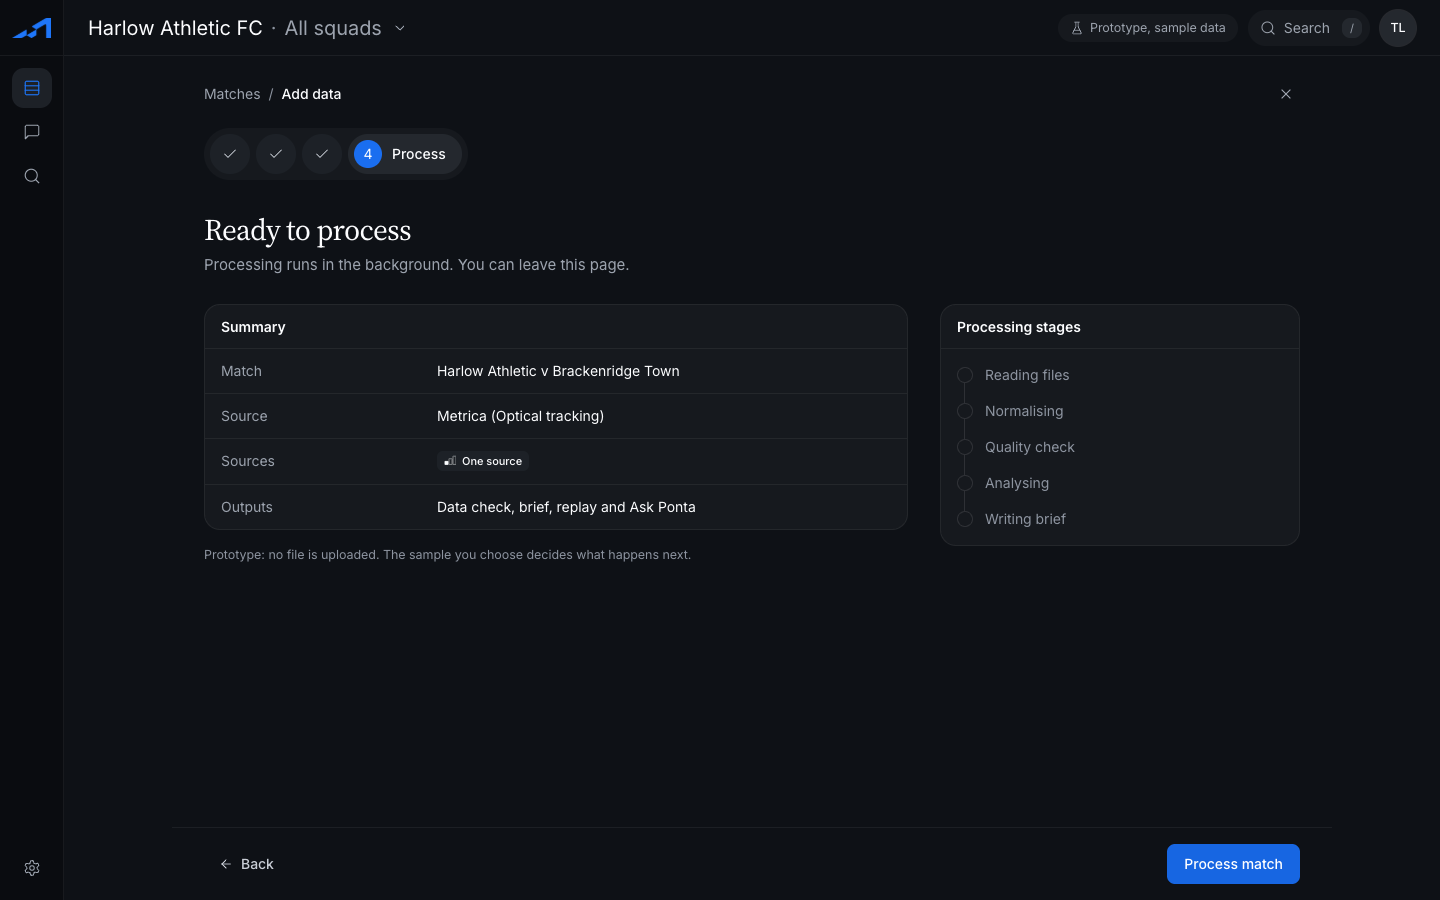 Harlow Athletic FC · All squads
Prototype, sample data
Search /
TL
Matches / Add data
4 Process
Ready to process
Processing runs in the background. You can leave this page.
Summary
Match Harlow Athletic v Brackenridge Town
Source Metrica (Optical tracking)
Sources One source
Outputs Data check, brief, replay and Ask Ponta
Prototype: no file is uploaded. The sample you choose decides what happens next.
Processing stages
Reading files
Normalising
Quality check
Analysing
Writing brief
Back
Process match